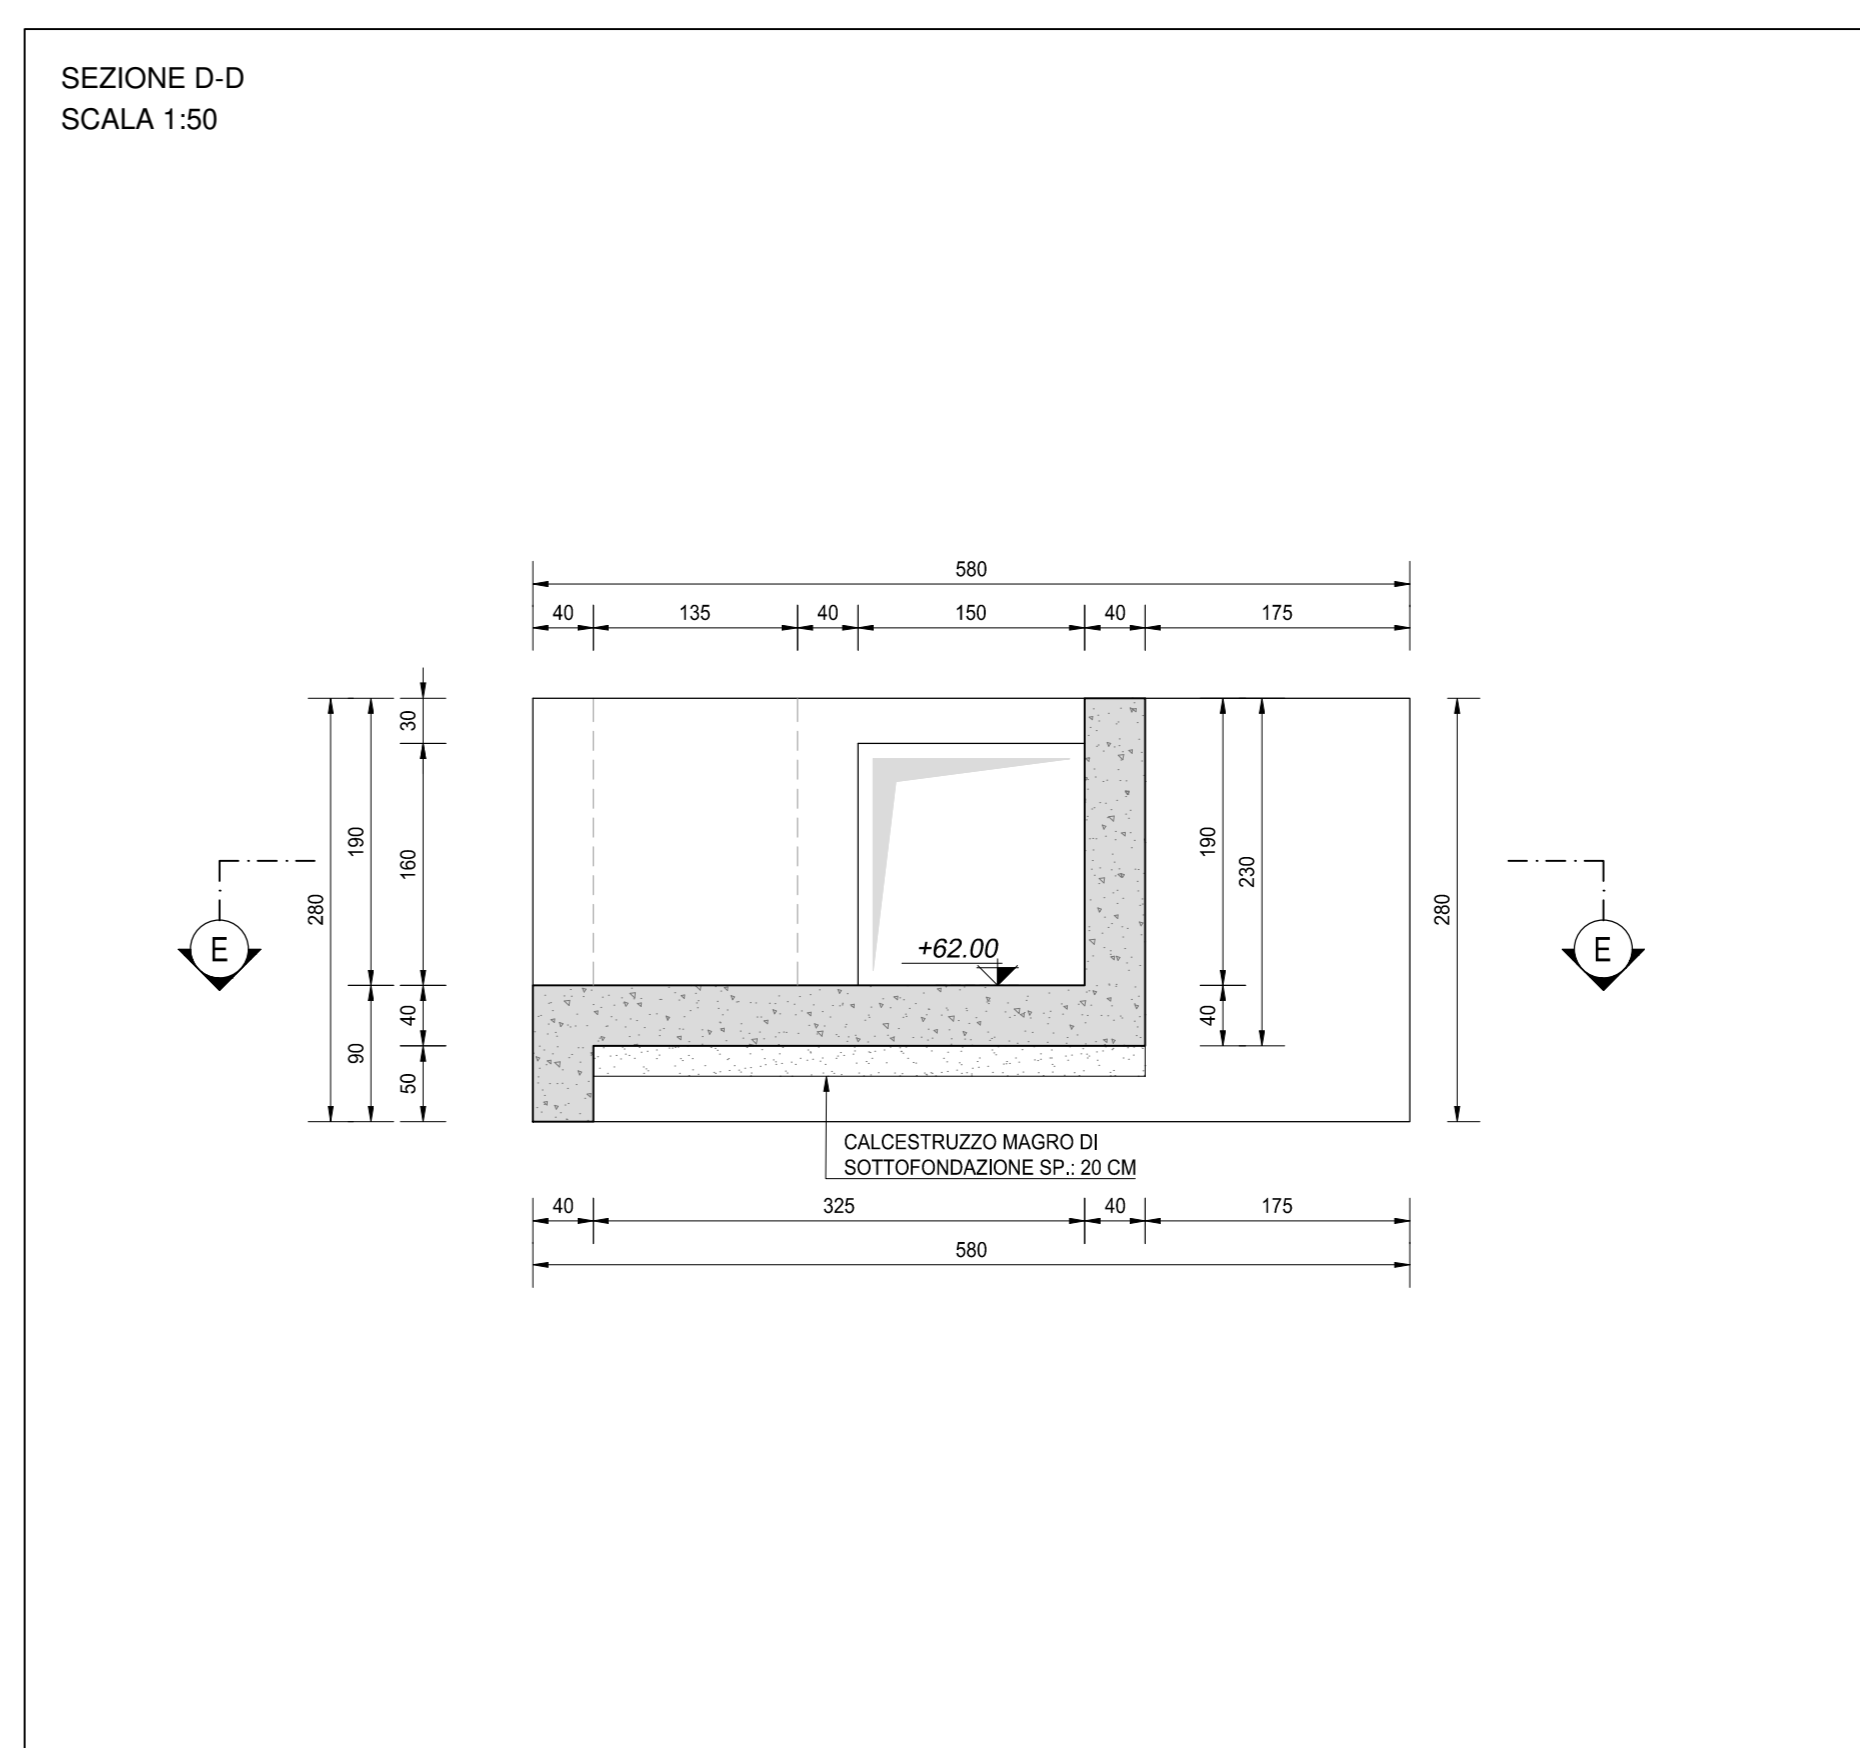 SEZIONE D-D
SCALA 1:50
580
40 135 40 150 40 175
30
190
160
280
190
230
280
E
E
+62.00
40
40
90
50
CALCESTRUZZO MAGRO DI
SOTTOFONDAZIONE SP.: 20 CM
40 325 40 175
580